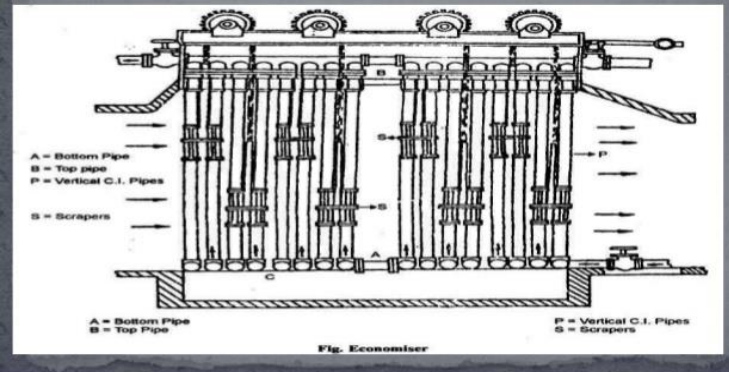 B
S
A - Bottom Pipe
B - Top pipe
P - Vertical C.I. Pipes
P
S
S - Scrapers
A
C
A - Bottom Pipe
B - Top Pipe
P - Vertical C.I. Pipes
S - Scrapers
Fig. Economiser